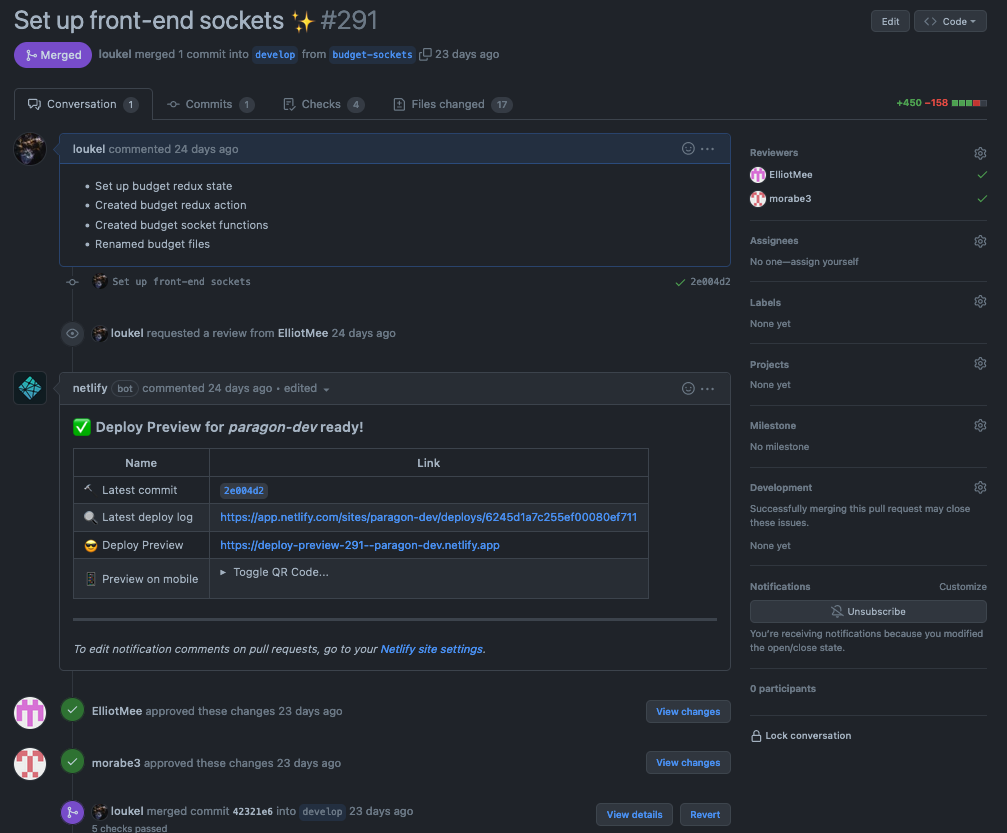 Set up front-end sockets ✨ #291
Edit
Code
Merged
loukel merged 1 commit into develop from budget-sockets 23 days ago
Conversation 1
Commits 1
Checks 4
Files changed 17
+450 −158
loukel commented 24 days ago
• Set up budget redux state
• Created budget redux action
• Created budget socket functions
• Renamed budget files
Set up front-end sockets
2e004d2
loukel requested a review from ElliotMee 24 days ago
netlify bot commented 24 days ago • edited
✅ Deploy Preview for paragon-dev ready!
Name Link
🔨 Latest commit 2e004d2
🔍 Latest deploy log https://app.netlify.com/sites/paragon-dev/deploys/6245d1a7c255ef00080ef711
😎 Deploy Preview https://deploy-preview-291--paragon-dev.netlify.app
📱 Preview on mobile ▸ Toggle QR Code...
To edit notification comments on pull requests, go to your Netlify site settings.
ElliotMee approved these changes 23 days ago
View changes
morabe3 approved these changes 23 days ago
View changes
loukel merged commit 42321e6 into develop 23 days ago
5 checks passed
View details
Revert
Reviewers
ElliotMee
morabe3
Assignees
No one—assign yourself
Labels
None yet
Projects
None yet
Milestone
No milestone
Development
Successfully merging this pull request may close
these issues.
None yet
Notifications
Customize
Unsubscribe
You're receiving notifications because you modified
the open/close state.
0 participants
Lock conversation